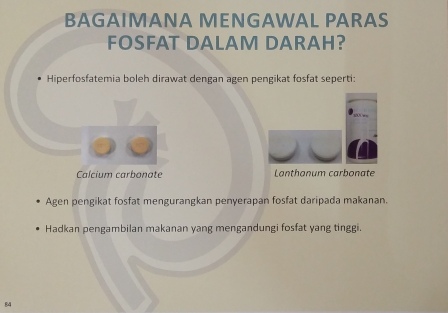 BAGAIMANA MENGAWAL PARAS
FOSFAT DALAM DARAH?
• Hiperfosfatemia boleh dirawat dengan agen pengikat fosfat seperti:
Calcium carbonate
Lanthanum carbonate
• Agen pengikat fosfat mengurangkan penyerapan fosfat daripada makanan.
• Hadkan pengambilan makanan yang mengandungi fosfat yang tinggi.
84